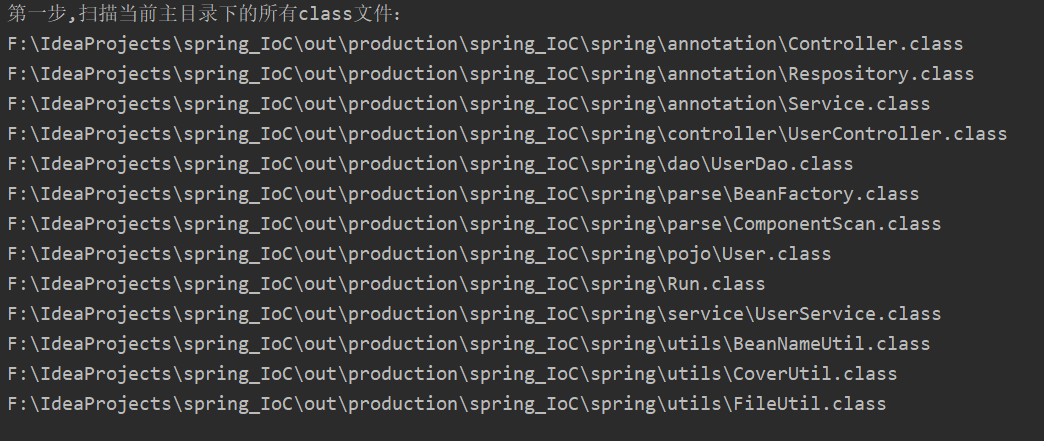 第一步,扫描当前主目录下的所有class文件:
F:\IdeaProjects\spring_IoC\out\production\spring_IoC\spring\annotation\Controller.class
F:\IdeaProjects\spring_IoC\out\production\spring_IoC\spring\annotation\Respository.class
F:\IdeaProjects\spring_IoC\out\production\spring_IoC\spring\annotation\Service.class
F:\IdeaProjects\spring_IoC\out\production\spring_IoC\spring\controller\UserController.class
F:\IdeaProjects\spring_IoC\out\production\spring_IoC\spring\dao\UserDao.class
F:\IdeaProjects\spring_IoC\out\production\spring_IoC\spring\parse\BeanFactory.class
F:\IdeaProjects\spring_IoC\out\production\spring_IoC\spring\parse\ComponentScan.class
F:\IdeaProjects\spring_IoC\out\production\spring_IoC\spring\pojo\User.class
F:\IdeaProjects\spring_IoC\out\production\spring_IoC\spring\Run.class
F:\IdeaProjects\spring_IoC\out\production\spring_IoC\spring\service\UserService.class
F:\IdeaProjects\spring_IoC\out\production\spring_IoC\spring\utils\BeanNameUtil.class
F:\IdeaProjects\spring_IoC\out\production\spring_IoC\spring\utils\CoverUtil.class
F:\IdeaProjects\spring_IoC\out\production\spring_IoC\spring\utils\FileUtil.class